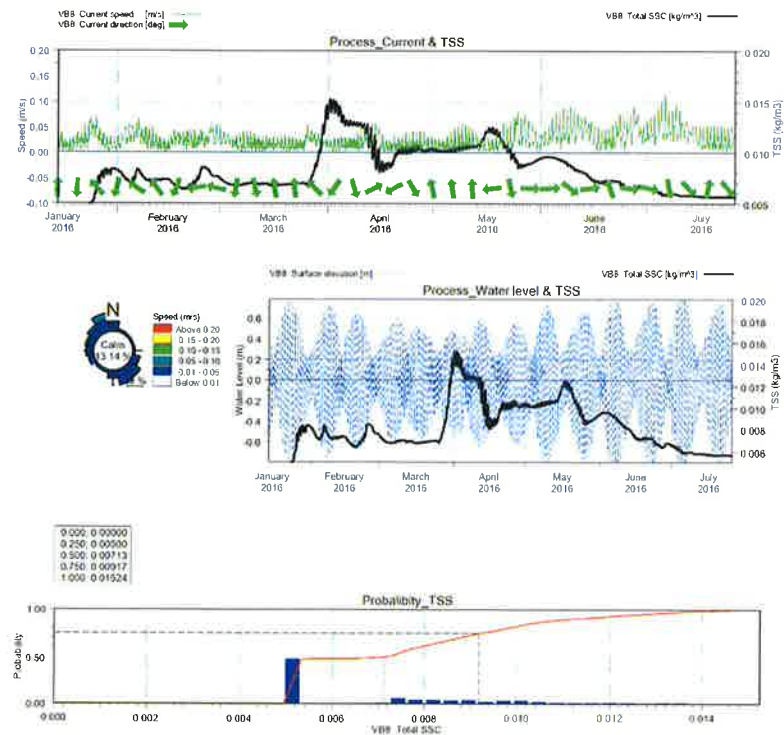 VB8 Current speed [m/s]
VB8 Current direction [deg]
VB8 Total SSC [kg/m^3]
Process_Current & TSS
0.20
0.15
0.10
0.05
0.00
-0.05
-0.10
Speed (m/s)
0.020
0.015
0.010
0.005
TSS (kg/m3)
January 2016
February 2016
March 2016
April 2016
May 2016
June 2016
July 2016
VB8 Surface elevation [m]
VB8 Total SSC [kg/m^3]
Process_Water level & TSS
N
Calm
13.14 %
%
Speed (m/s)
Above 0.20
0.15 - 0.20
0.10 - 0.15
0.05 - 0.10
0.01 - 0.05
Below 0.01
0.6
0.4
0.2
0.0
-0.2
-0.4
-0.6
Water Level (m)
0.020
0.018
0.016
0.014
0.012
0.010
0.008
0.006
TSS (kg/m3)
January 2016
February 2016
March 2016
April 2016
May 2016
June 2016
July 2016
0.000; 0.00000
0.250; 0.00500
0.500; 0.00713
0.750; 0.00917
1.000; 0.01524
Probalibity_TSS
1.00
0.50
0.00
Probability
0.000
0.002
0.004
0.006
0.008
0.010
0.012
0.014
VB8 Total SSC